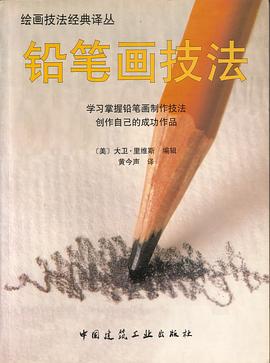 绘画技法经典译丛
铅笔画技法
学习掌握铅笔画制作技法
创作自己的成功作品
〔美〕大卫·里维斯 编辑
黄今声 译
中国建筑工业出版社